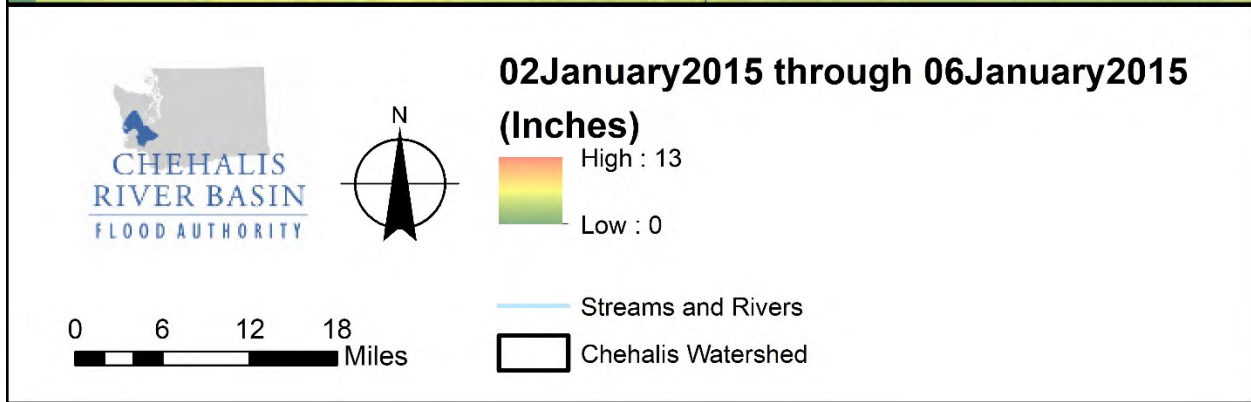 CHEHALIS
RIVER BASIN
FLOOD AUTHORITY
N
02January2015 through 06January2015
(Inches)
High : 13
Low : 0
Streams and Rivers
Chehalis Watershed
0 6 12 18
Miles